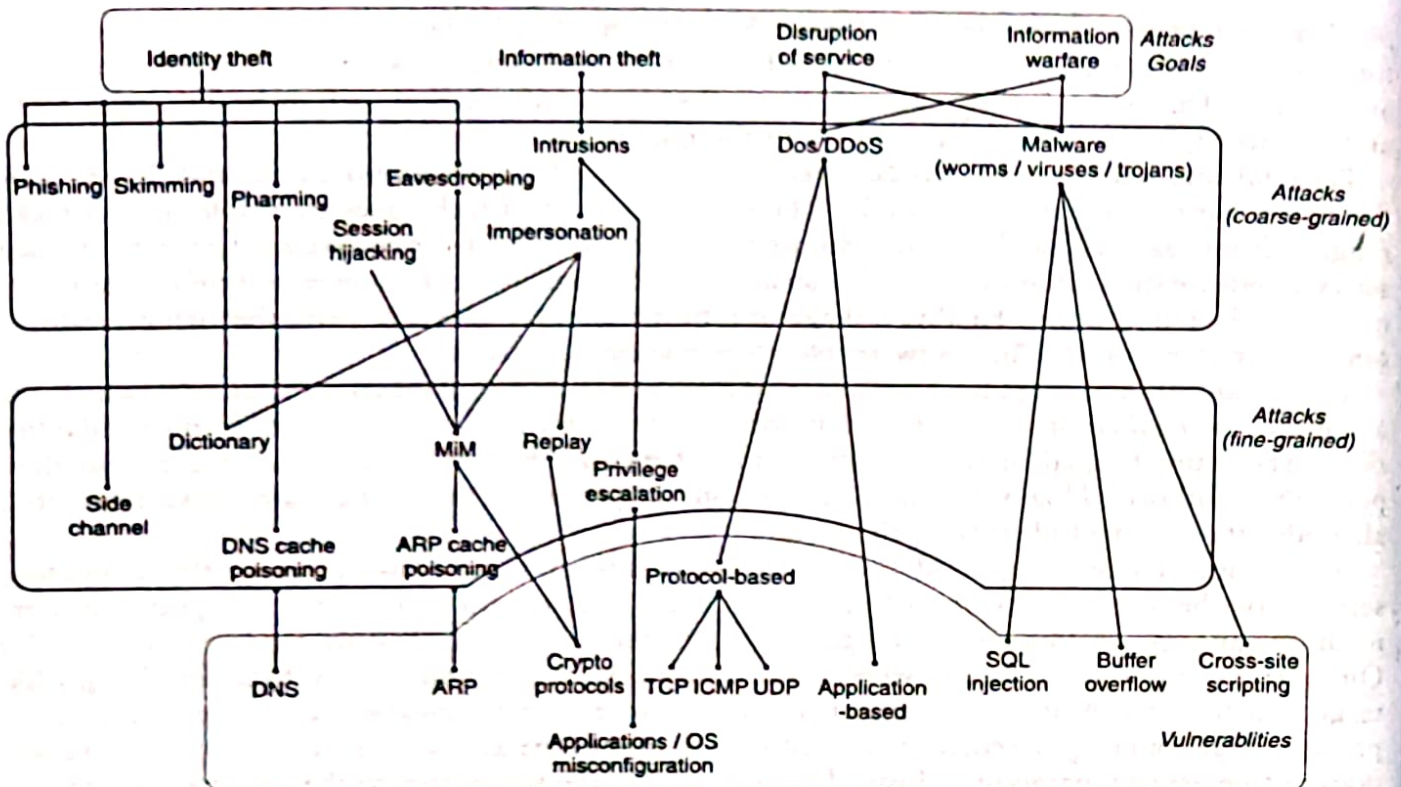 Identity theft
Information theft
Disruption
of service
Information
warfare
Attacks
Goals
Phishing
Skimming
Pharming
Session
hijacking
Eavesdropping
Intrusions
Impersonation
Dos/DDoS
Malware
(worms / viruses / trojans)
Attacks
(coarse-grained)
Side
channel
Dictionary
DNS cache
poisoning
MiM
ARP cache
poisoning
Replay
Privilege
escalation
Attacks
(fine-grained)
Protocol-based
DNS
ARP
Crypto
protocols
Applications / OS
misconfiguration
TCP ICMP UDP
Application
-based
SQL
Injection
Buffer
overflow
Cross-site
scripting
Vulnerablities